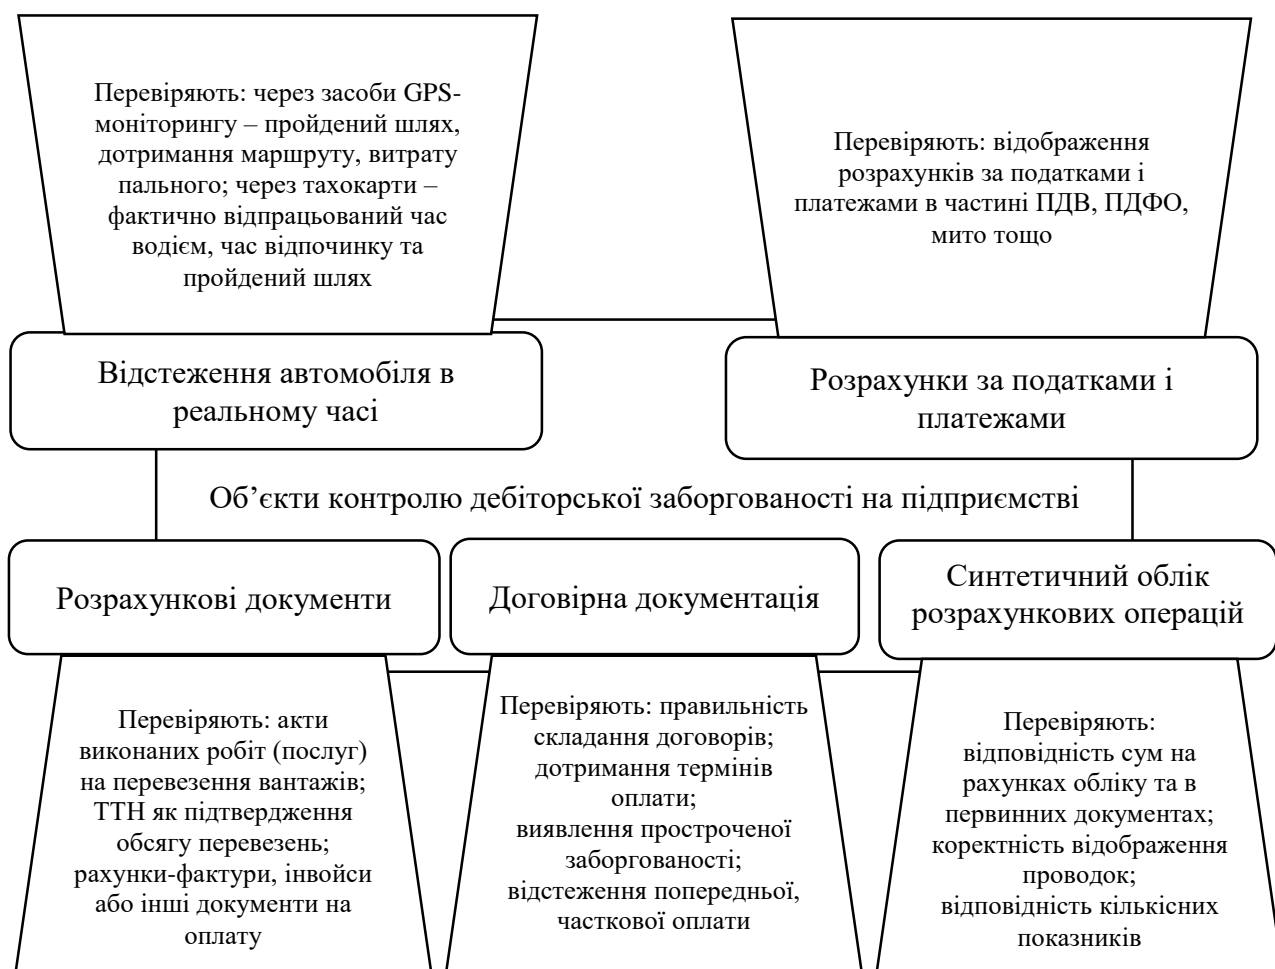 Перевіряють: через засоби GPS-
моніторингу – пройдений шлях,
дотримання маршруту, витрату
пального; через тахокарти –
фактично відпрацьований час
водієм, час відпочинку та
пройдений шлях
Перевіряють: відображення
розрахунків за податками і
платежами в частині ПДВ, ПДФО,
мито тощо
Відстеження автомобіля в
реальному часі
Розрахунки за податками і
платежами
Об’єкти контролю дебіторської заборгованості на підприємстві
Розрахункові документи
Договірна документація
Синтетичний облік
розрахункових операцій
Перевіряють: акти
виконаних робіт (послуг)
на перевезення вантажів;
ТТН як підтвердження
обсягу перевезень;
рахунки-фактури, інвойси
або інші документи на
оплату
Перевіряють: правильність
складання договорів;
дотримання термінів
оплати;
виявлення простроченої
заборгованості;
відстеження попередньої,
часткової оплати
Перевіряють:
відповідність сум на
рахунках обліку та в
первинних документах;
коректність відображення
проводок;
відповідність кількісних
показників